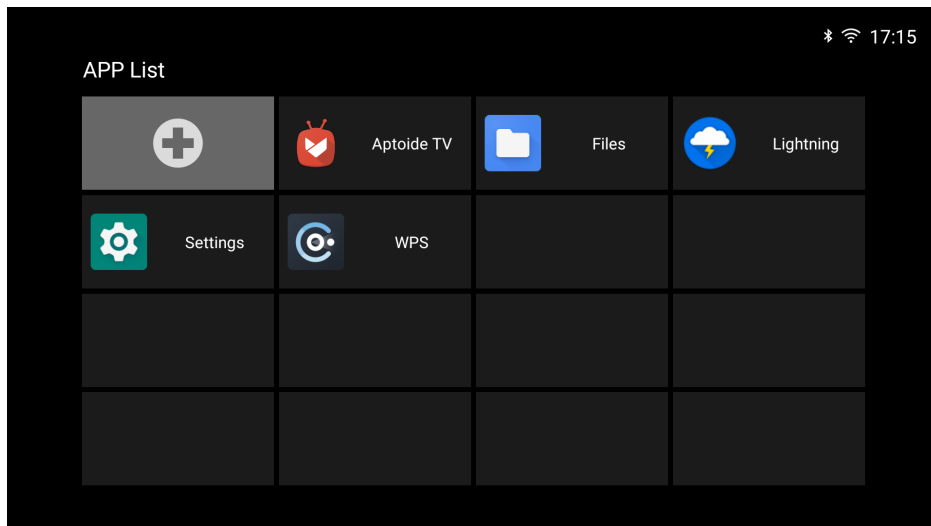 17:15
APP List
Aptoide TV
Files
Lightning
Settings
WPS